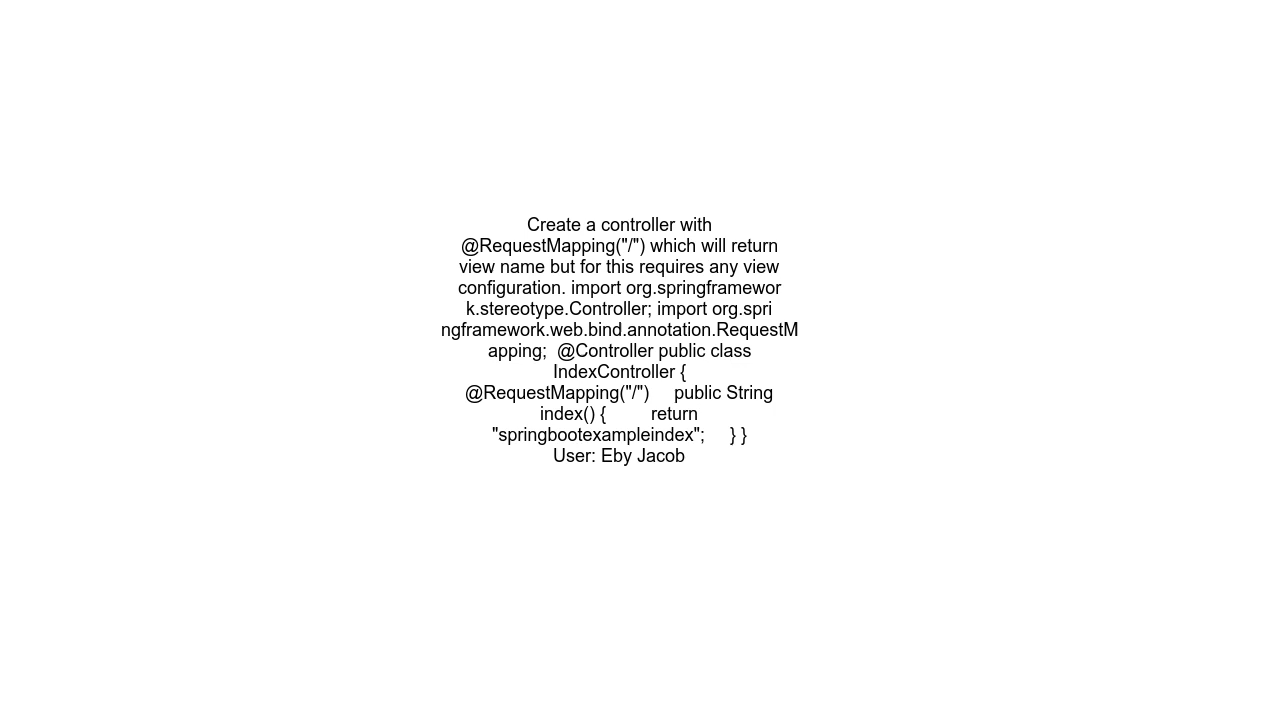 Create a controller with
@RequestMapping("/") which will return
view name but for this requires any view
configuration. import org.springframewor
k.stereotype.Controller; import org.spri
ngframework.web.bind.annotation.RequestM
apping;  @Controller public class
IndexController {
@RequestMapping("/")     public String
index() {         return
"springbootexampleindex";     } }
User: Eby Jacob